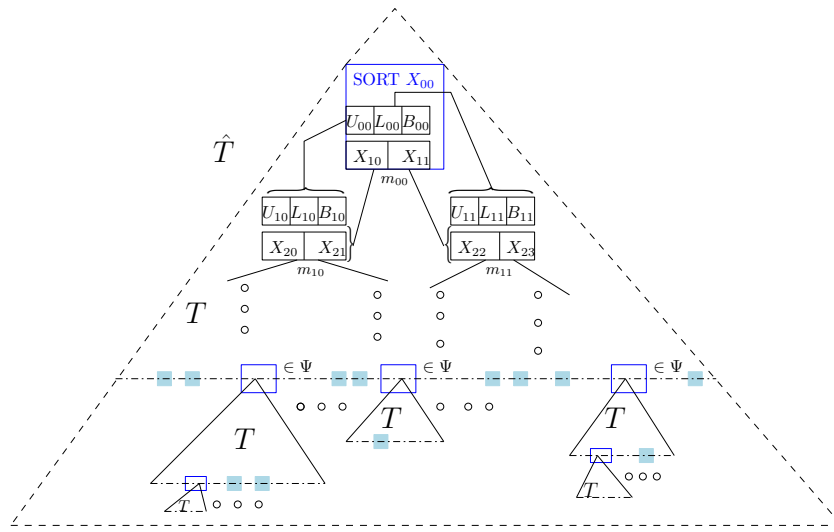 SORT X₀₀
U₀₀ L₀₀ B₀₀
T̂
X₁₀ X₁₁
m₀₀
U₁₀ L₁₀ B₁₀ U₁₁ L₁₁ B₁₁
X₂₀ X₂₁ X₂₂ X₂₃
m₁₀ m₁₁
T
∈ Ψ ∈ Ψ ∈ Ψ
T T
T
T
T